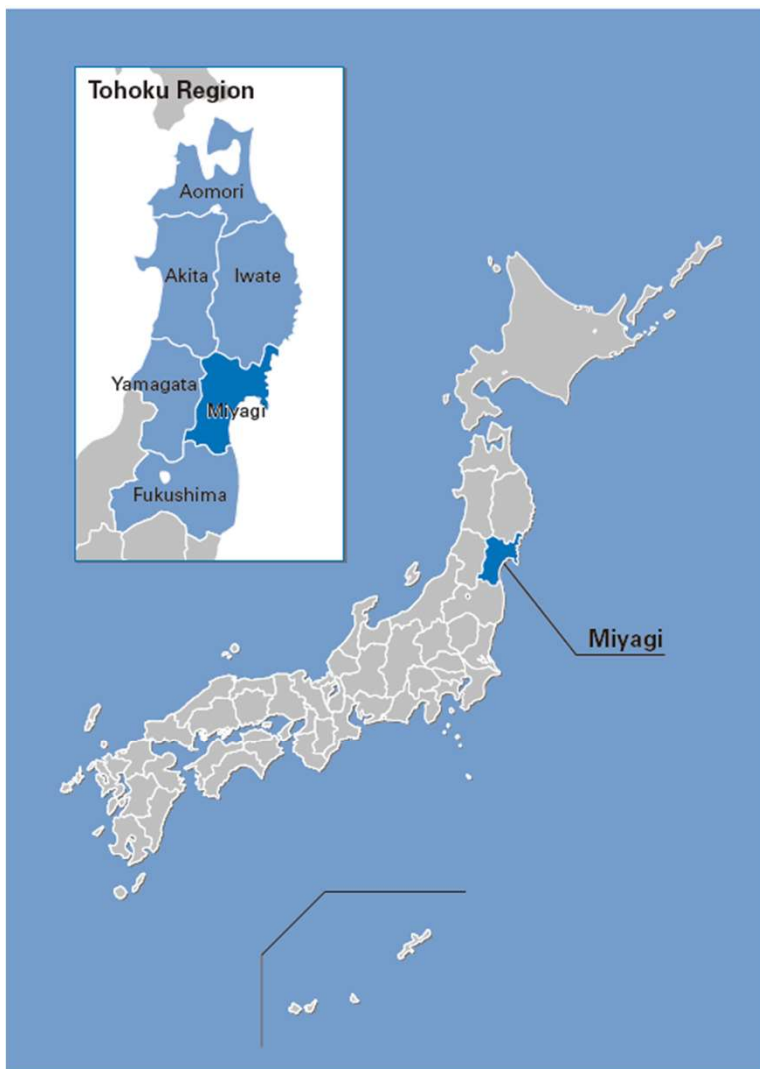 Tohoku Region
Aomori
Akita
Iwate
Yamagata
Miyagi
Fukushima
Miyagi